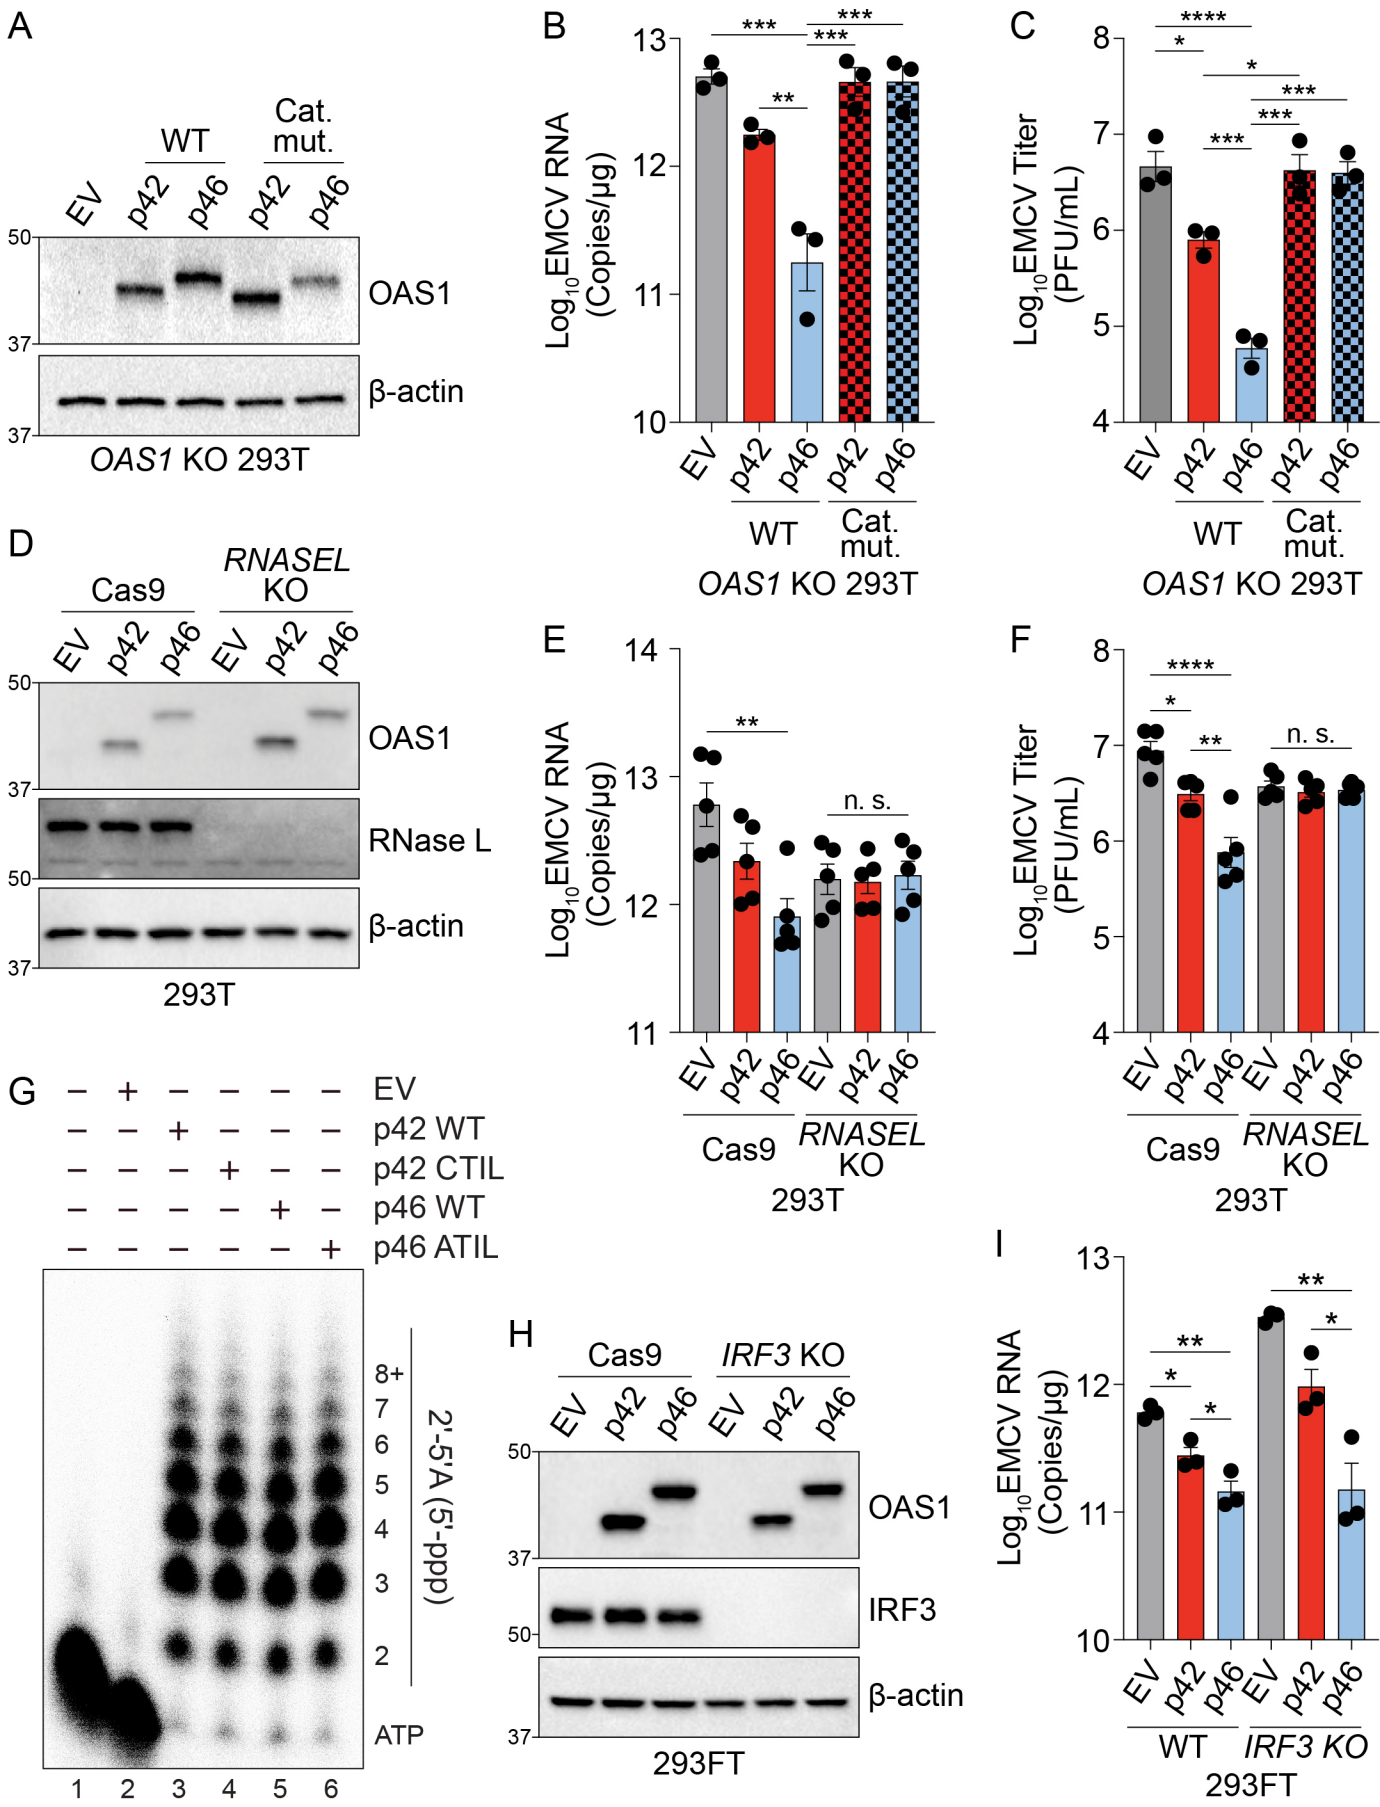 A
WT
Cat.
mut.
EV p42 p46 p42 p46
50
37
OAS1
37
β-actin
OAS1 KO 293T
B
Log10EMCV RNA
(Copies/µg)
13
12
11
10
*** *** *** **
EV p42 p46 p42 p46
WT
Cat.
mut.
OAS1 KO 293T
C
Log10EMCV Titer
(PFU/mL)
8
7
6
5
4
**** * * *** *** ***
EV p42 p46 p42 p46
WT
Cat.
mut.
OAS1 KO 293T
D
Cas9
RNASEL
KO
EV p42 p46 EV p42 p46
50
37
OAS1
50
RNase L
37
β-actin
293T
E
Log10EMCV RNA
(Copies/µg)
14
13
12
11
** n. s.
EV p42 p46 EV p42 p46
Cas9
RNASEL
KO
293T
F
Log10EMCV Titer
(PFU/mL)
8
7
6
5
4
**** * ** n. s.
EV p42 p46 EV p42 p46
Cas9
RNASEL
KO
293T
G
– + – – – – EV
– – + – – – p42 WT
– – – + – – p42 CTIL
– – – – + – p46 WT
– – – – – + p46 ATIL
8+
7
6
5
4
3
2
ATP
2'-5'A (5'-ppp)
1 2 3 4 5 6
H
Cas9 IRF3 KO
EV p42 p46 EV p42 p46
50
37
OAS1
50
IRF3
37
β-actin
293FT
I
Log10EMCV RNA
(Copies/µg)
13
12
11
10
** * * ** *
EV p42 p46 EV p42 p46
WT IRF3 KO
293FT